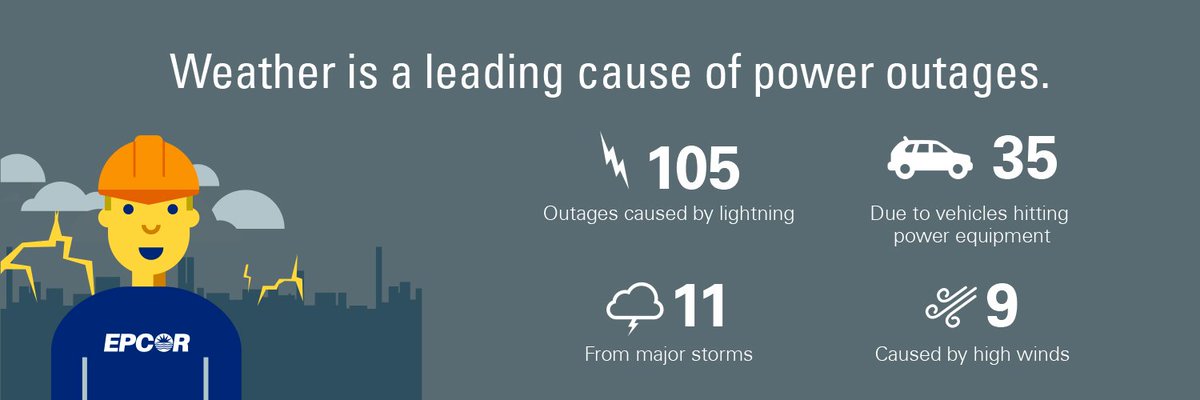 Weather is a leading cause of power outages.
105
Outages caused by lightning
35
Due to vehicles hitting
power equipment
11
From major storms
9
Caused by high winds
EPCOR